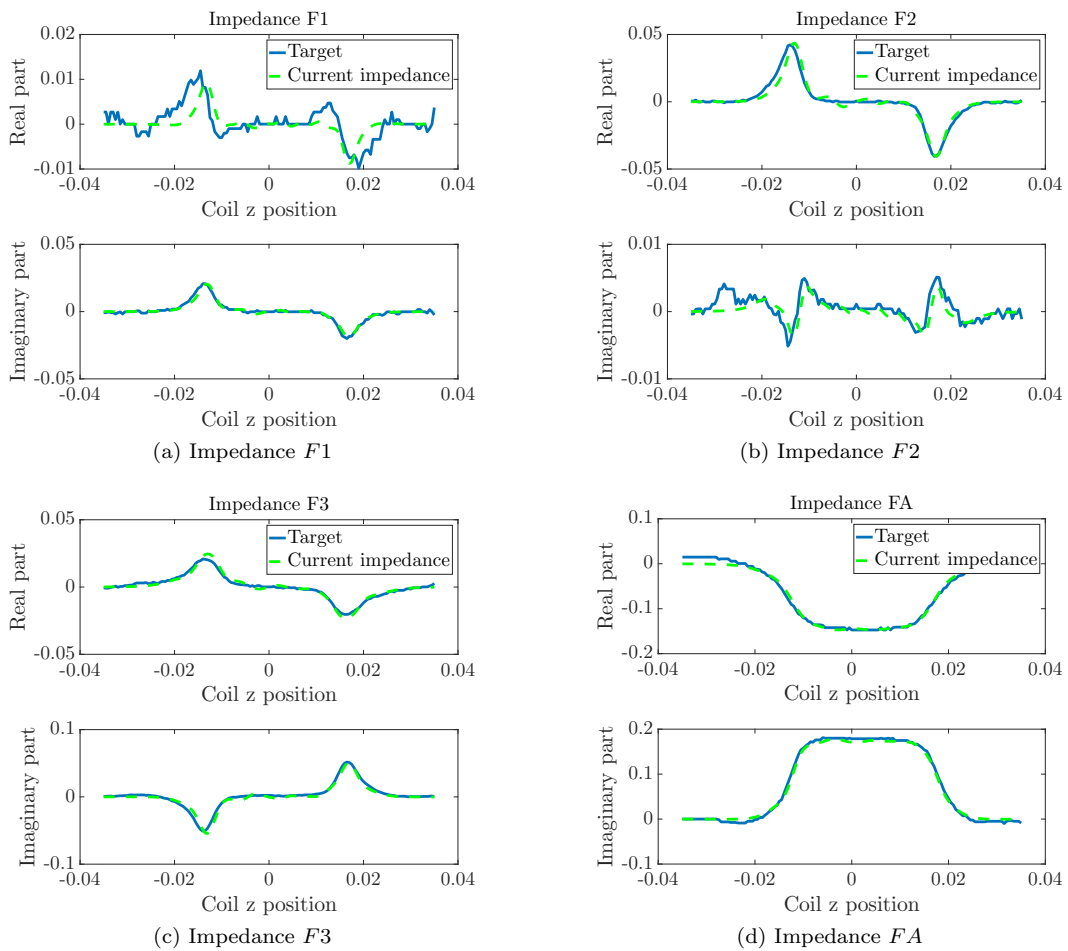 Impedance F1
0.02
0.01
0
-0.01
Real part
Target
Current impedance
-0.04 -0.02 0 0.02 0.04
Coil z position
0.05
0
-0.05
Imaginary part
-0.04 -0.02 0 0.02 0.04
Coil z position
(a) Impedance F1
Impedance F2
0.05
0
-0.05
Real part
Target
Current impedance
-0.04 -0.02 0 0.02 0.04
Coil z position
0.01
0
-0.01
Imaginary part
-0.04 -0.02 0 0.02 0.04
Coil z position
(b) Impedance F2
Impedance F3
0.05
0
-0.05
Real part
Target
Current impedance
-0.04 -0.02 0 0.02 0.04
Coil z position
0.1
0
-0.1
Imaginary part
-0.04 -0.02 0 0.02 0.04
Coil z position
(c) Impedance F3
Impedance FA
0.1
0
-0.1
-0.2
Real part
Target
Current impedance
-0.04 -0.02 0 0.02 0.04
Coil z position
0.2
0.1
0
-0.1
Imaginary part
-0.04 -0.02 0 0.02 0.04
Coil z position
(d) Impedance FA